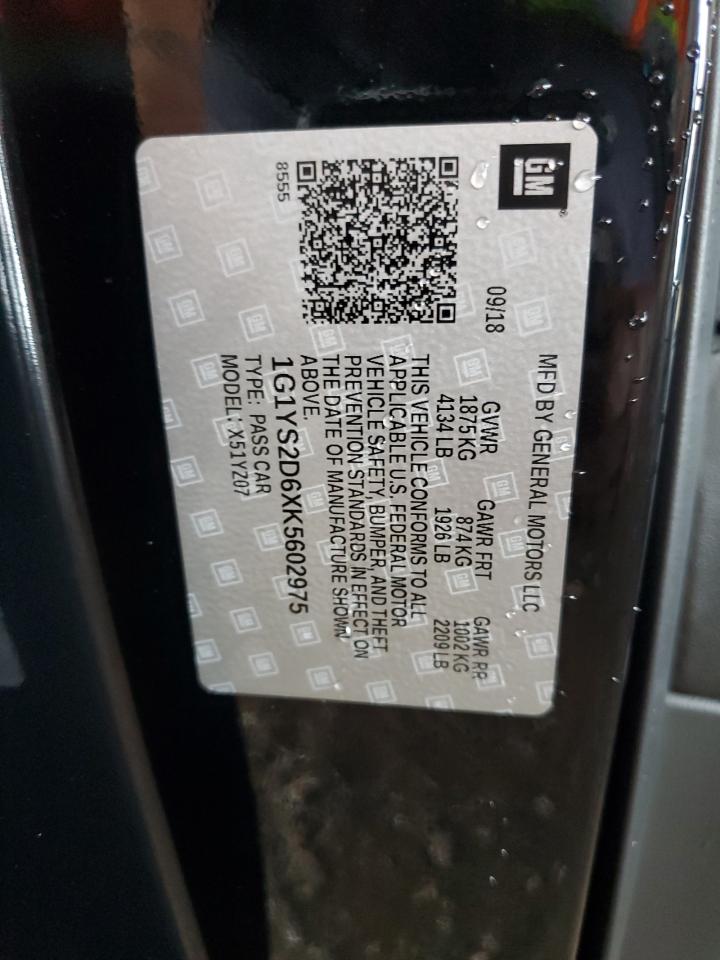 GM
09/18
MFD BY GENERAL MOTORS LLC
GVWR GAWR FRT GAWR RR
1875 KG 874 KG 1002 KG
4134 LB 1926 LB 2209 LB
THIS VEHICLE CONFORMS TO ALL
APPLICABLE U.S. FEDERAL MOTOR
VEHICLE SAFETY, BUMPER, AND THEFT
PREVENTION STANDARDS IN EFFECT ON
THE DATE OF MANUFACTURE SHOWN
ABOVE.
1G1YS2D6XK5602975
TYPE: PASS CAR
MODEL: X51Y207
8555